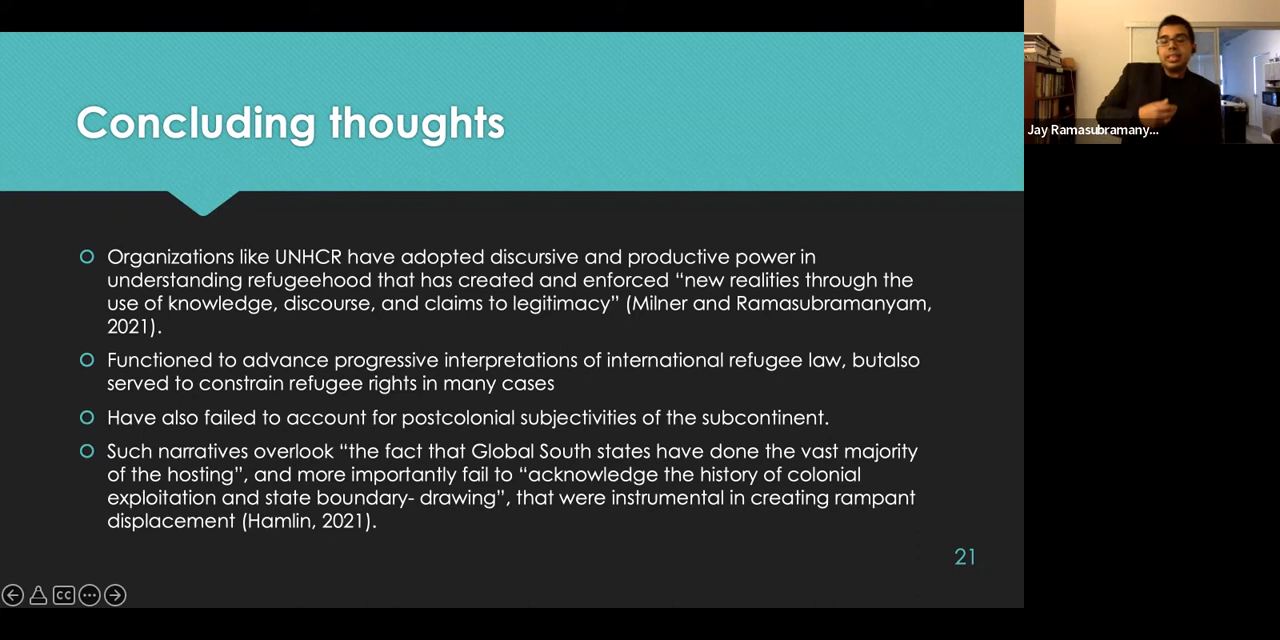 Concluding thoughts
Jay Ramasubramany...
Organizations like UNHCR have adopted discursive and productive power in
understanding refugeehood that has created and enforced “new realities through the
use of knowledge, discourse, and claims to legitimacy” (Milner and Ramasubramanyam,
2021).
Functioned to advance progressive interpretations of international refugee law, butalso
served to constrain refugee rights in many cases
Have also failed to account for postcolonial subjectivities of the subcontinent.
Such narratives overlook “the fact that Global South states have done the vast majority
of the hosting”, and more importantly fail to “acknowledge the history of colonial
exploitation and state boundary- drawing”, that were instrumental in creating rampant
displacement (Hamlin, 2021).
21
CC